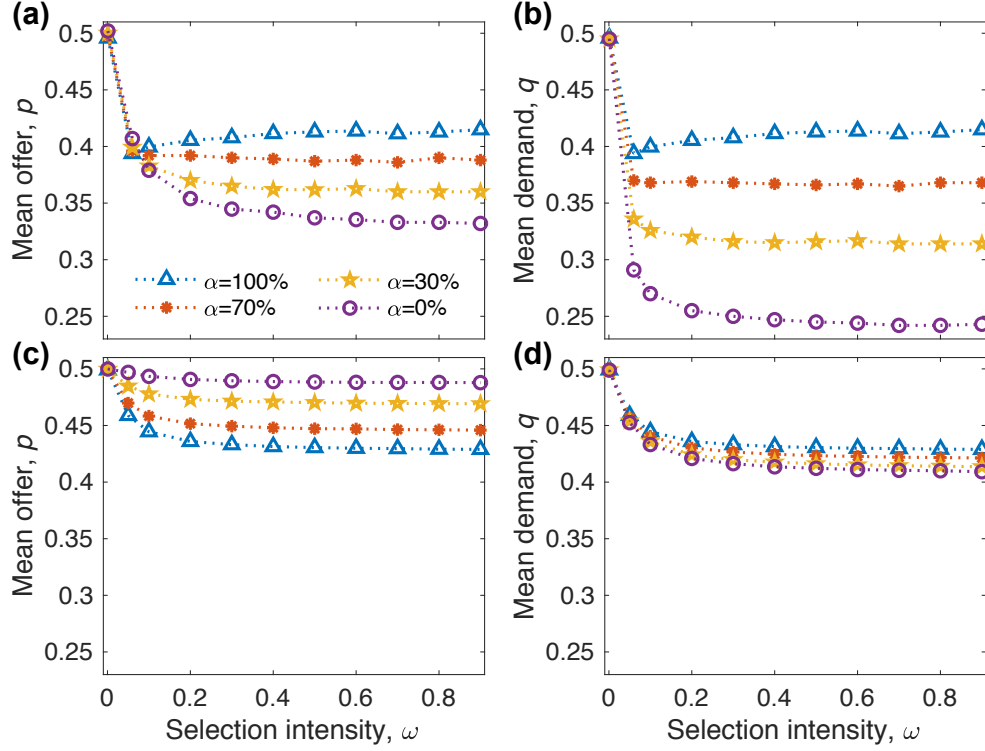 (a)
0.5
0.45
0.4
0.35
0.3
0.25
Mean offer, p
α=100%
α=70%
α=30%
α=0%
(b)
0.5
0.45
0.4
0.35
0.3
0.25
Mean demand, q
(c)
0.5
0.45
0.4
0.35
0.3
0.25
Mean offer, p
0
0.2
0.4
0.6
0.8
Selection intensity, ω
(d)
0.5
0.45
0.4
0.35
0.3
0.25
Mean demand, q
0
0.2
0.4
0.6
0.8
Selection intensity, ω